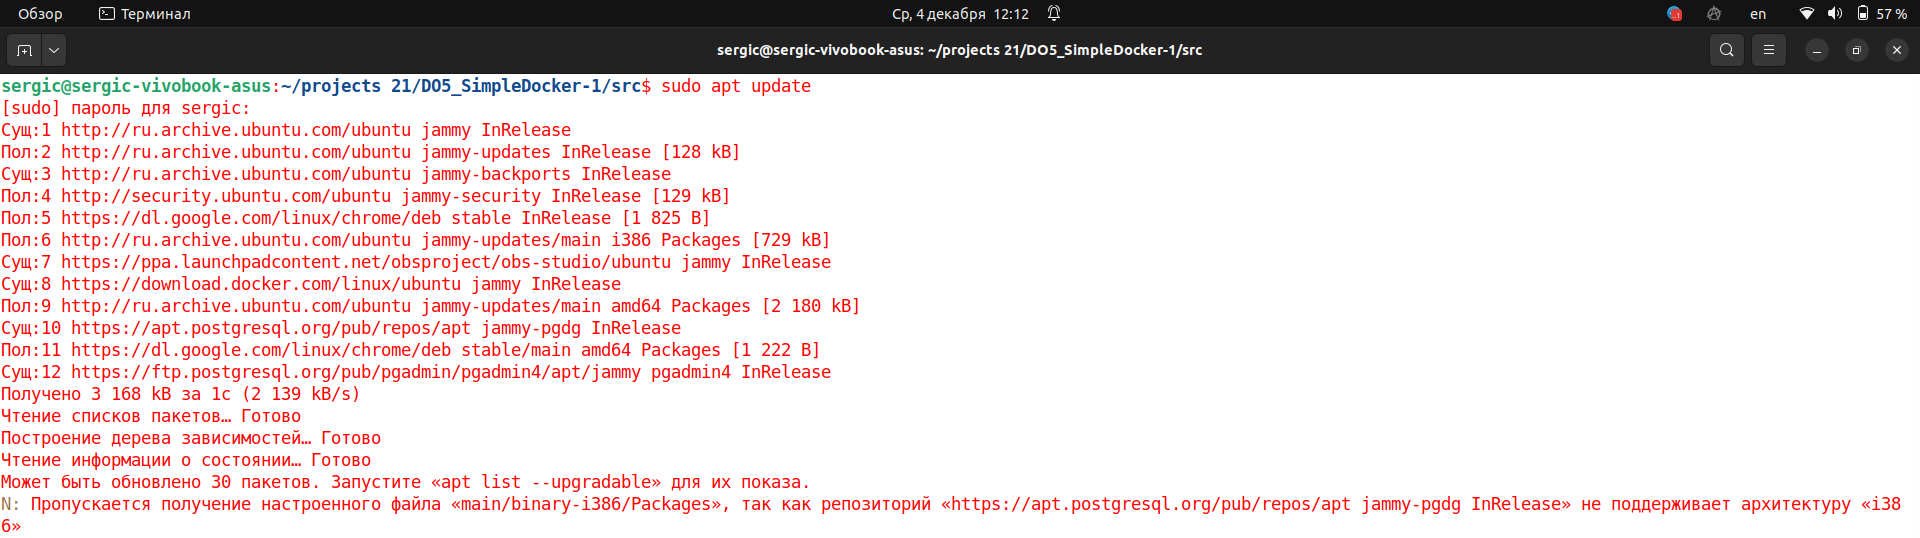 Обзор Терминал Ср, 4 декабря 12:12 en 57 %
sergic@sergic-vivobook-asus: ~/projects 21/DO5_SimpleDocker-1/src
sergic@sergic-vivobook-asus:~/projects 21/DO5_SimpleDocker-1/src$ sudo apt update
[sudo] пароль для sergic:
Сущ:1 http://ru.archive.ubuntu.com/ubuntu jammy InRelease
Пол:2 http://ru.archive.ubuntu.com/ubuntu jammy-updates InRelease [128 kB]
Сущ:3 http://ru.archive.ubuntu.com/ubuntu jammy-backports InRelease
Пол:4 http://security.ubuntu.com/ubuntu jammy-security InRelease [129 kB]
Пол:5 https://dl.google.com/linux/chrome/deb stable InRelease [1 825 B]
Пол:6 http://ru.archive.ubuntu.com/ubuntu jammy-updates/main i386 Packages [729 kB]
Сущ:7 https://ppa.launchpadcontent.net/obsproject/obs-studio/ubuntu jammy InRelease
Сущ:8 https://download.docker.com/linux/ubuntu jammy InRelease
Пол:9 http://ru.archive.ubuntu.com/ubuntu jammy-updates/main amd64 Packages [2 180 kB]
Сущ:10 https://apt.postgresql.org/pub/repos/apt jammy-pgdg InRelease
Пол:11 https://dl.google.com/linux/chrome/deb stable/main amd64 Packages [1 222 B]
Сущ:12 https://ftp.postgresql.org/pub/pgadmin/pgadmin4/apt/jammy pgadmin4 InRelease
Получено 3 168 kB за 1с (2 139 kB/s)
Чтение списков пакетов… Готово
Построение дерева зависимостей… Готово
Чтение информации о состоянии… Готово
Может быть обновлено 30 пакетов. Запустите «apt list --upgradable» для их показа.
N: Пропускается получение настроенного файла «main/binary-i386/Packages», так как репозиторий «https://apt.postgresql.org/pub/repos/apt jammy-pgdg InRelease» не поддерживает архитектуру «i38
6»